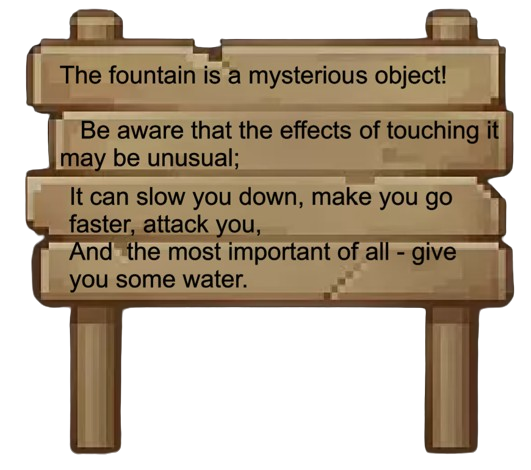 The fountain is a mysterious object!
Be aware that the effects of touching it
may be unusual;
It can slow you down, make you go
faster, attack you,
And the most important of all - give
you some water.